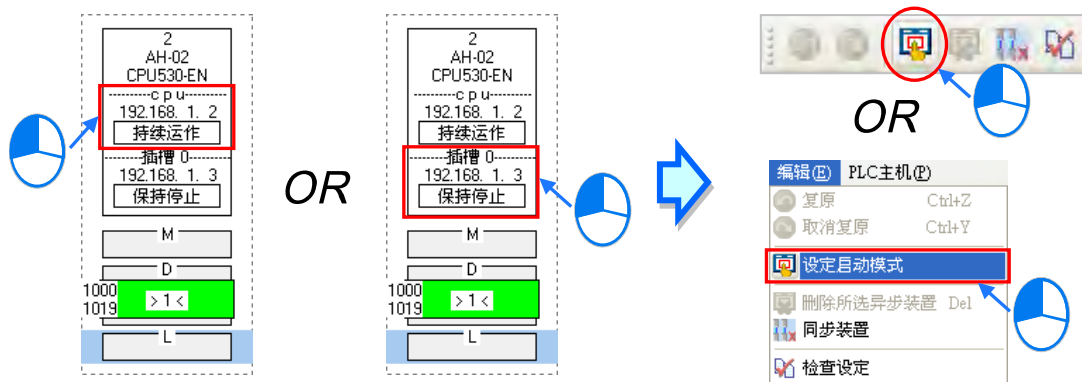 2
AH-02
CPU530-EN
--------c p u--------
192.168. 1. 2
持续运作
--------插槽 0--------
192.168. 1. 3
保持停止
M
D
1000
1019
>1<
L
OR
2
AH-02
CPU530-EN
--------c p u--------
192.168. 1. 2
持续运作
--------插槽 0--------
192.168. 1. 3
保持停止
M
D
1000
1019
>1<
L
OR
编辑(E) PLC主机(P)
复原 Ctrl+Z
取消复原 Ctrl+Y
设定启动模式
删除所选异步装置 Del
同步装置
检查设定